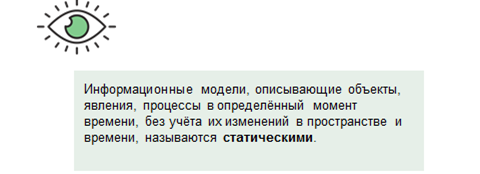 Информационные модели, описывающие объекты,
явления, процессы в определённый момент
времени, без учёта их изменений в пространстве и
времени, называются статическими.